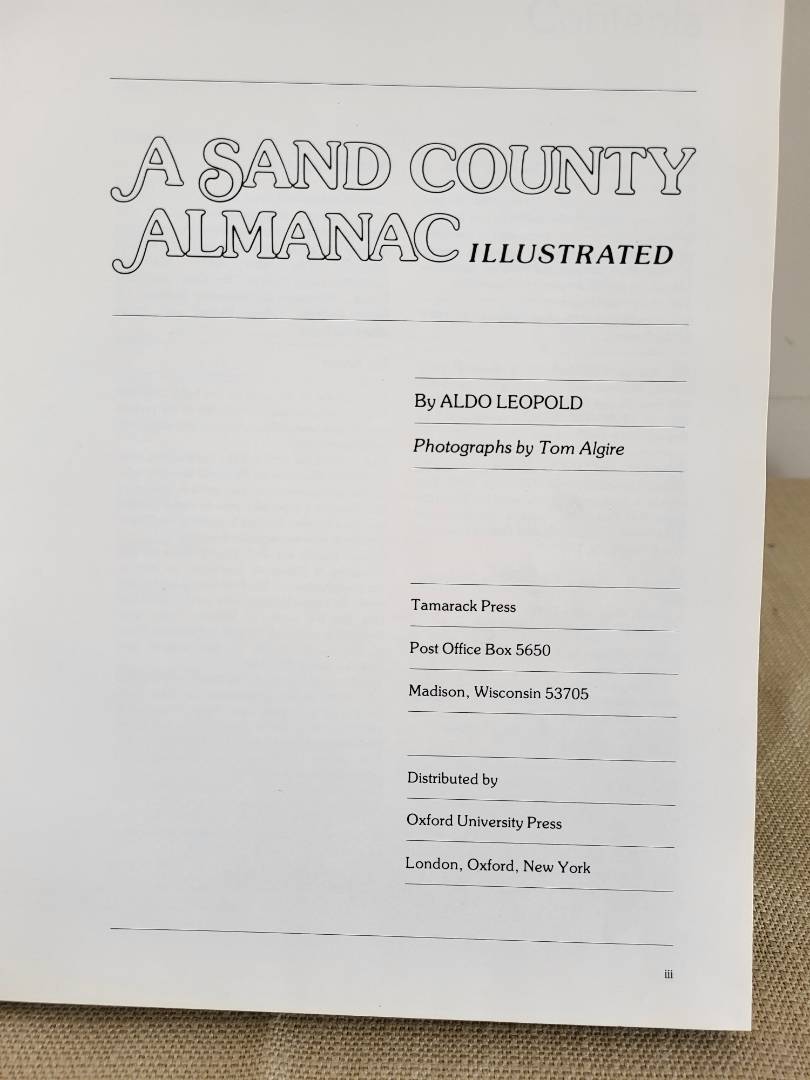 A SAND COUNTY
ALMANAC ILLUSTRATED
By ALDO LEOPOLD
Photographs by Tom Algire
Tamarack Press
Post Office Box 5650
Madison, Wisconsin 53705
Distributed by
Oxford University Press
London, Oxford, New York
iii